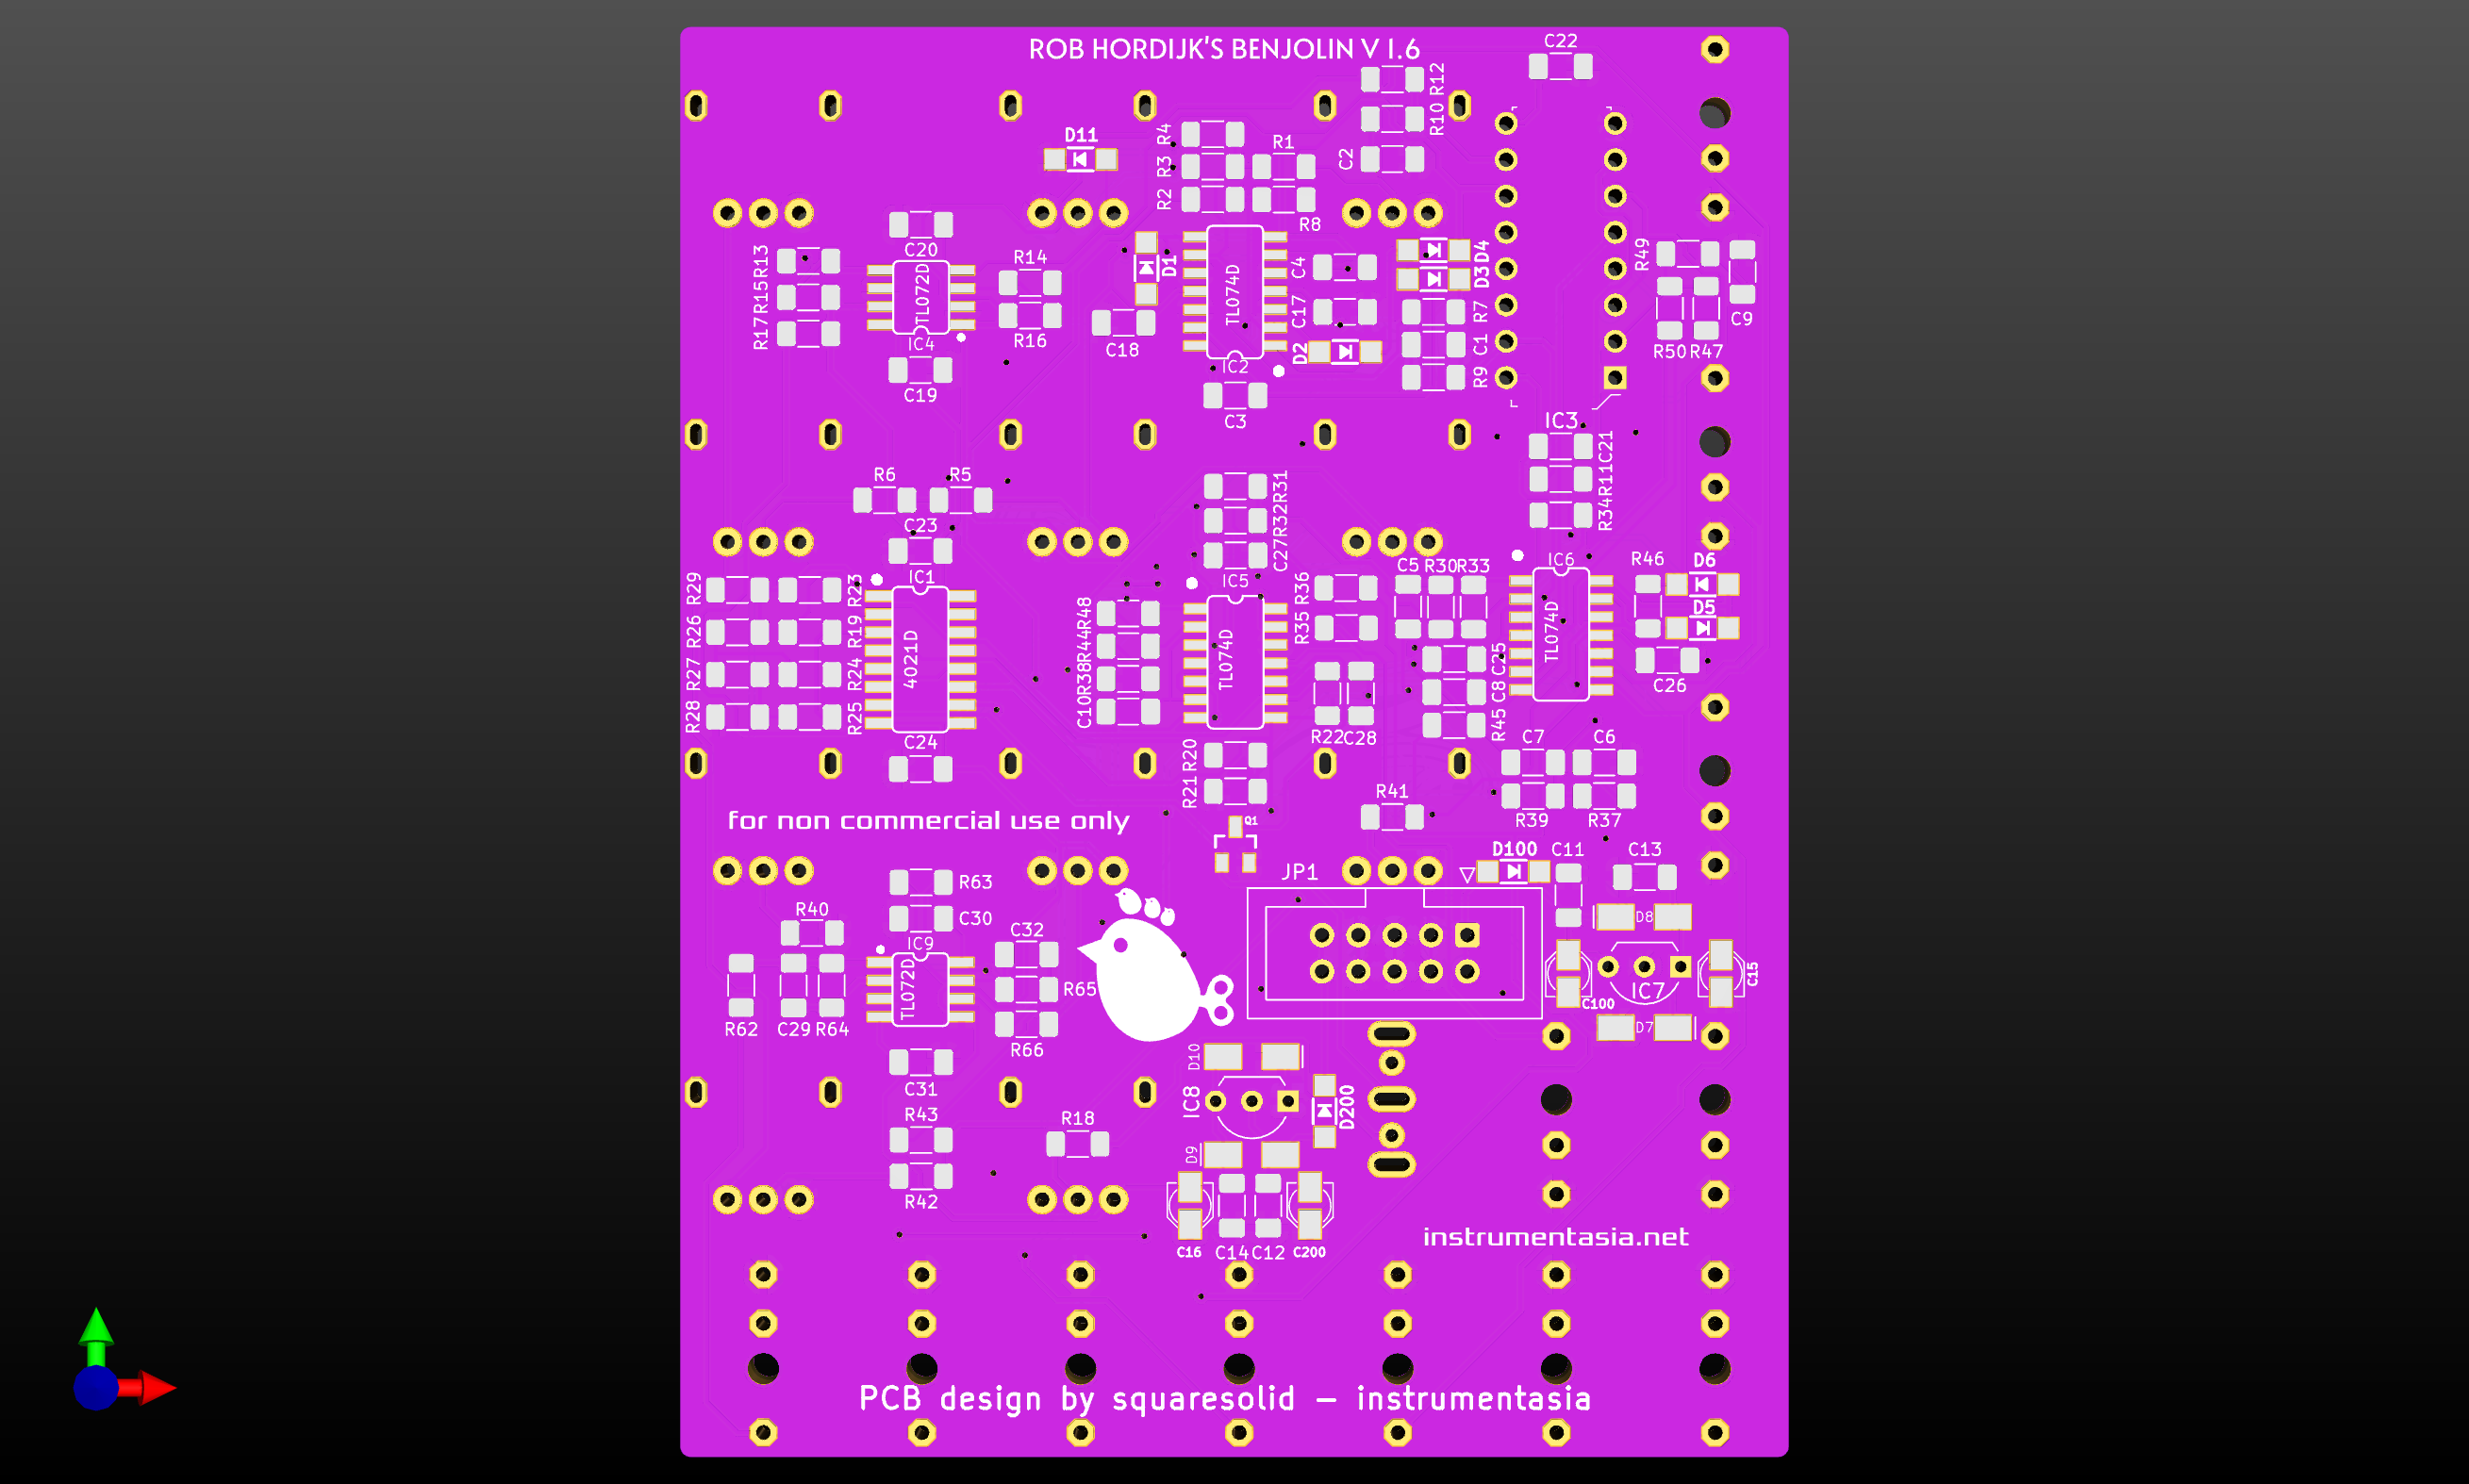 ROB HORDIJK'S BENJOLIN V 1.6
C22
R12
R10
D11
R4
R3
R1
C2
R2
R8
C20
R13
R14
D1
C4
D4
R49
TL072D
TL074D
D3
R15
C17
R7
C9
R17
IC4
R16
C18
D2
C1
R50
R47
IC2
R9
C19
C3
IC3
C21
R6
R5
R31
R11
C23
R32
R34
C27
IC1
IC5
C5
R30
R33
IC6
R46
D6
R29
R23
R36
D5
R26
R19
R48
R35
TL074D
4021D
R44
TL074D
R27
R24
R38
C25
C26
R28
R25
C10
C8
R45
C24
R20
R22
C28
C7
C6
R21
R41
for non commercial use only
Q1
R39
R37
JP1
D100
C11
C13
R63
R40
C30
D8
C32
IC9
TL072D
R65
IC7
C15
C100
R62
C29
R64
R66
D7
D10
C31
IC8
D200
R43
R18
D9
R42
instrumentasia.net
C16
C14
C12
C200
PCB design by squaresolid - instrumentasia